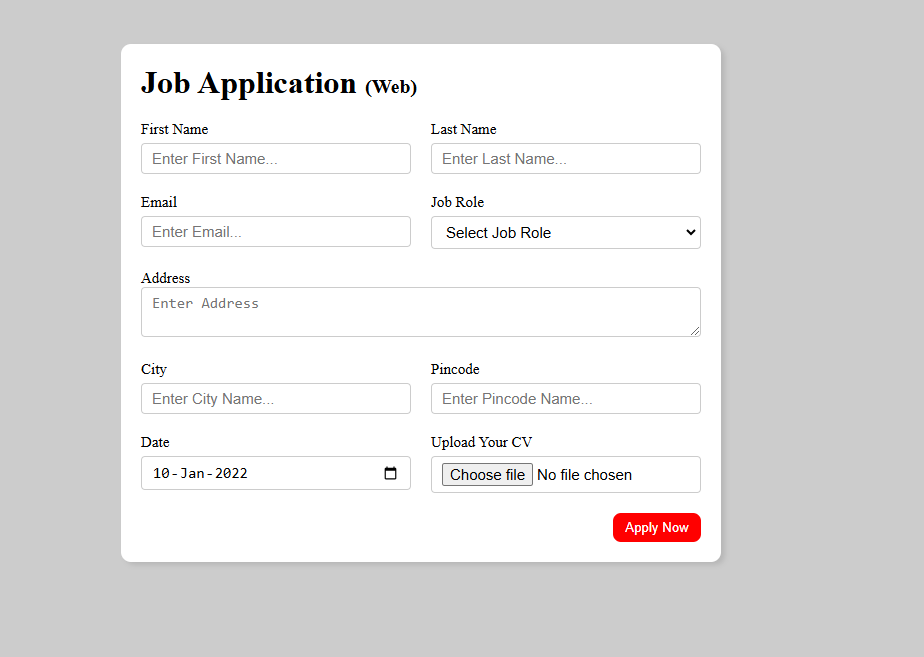 Job Application (Web)
First Name Last Name
Enter First Name... Enter Last Name...
Email Job Role
Enter Email... Select Job Role
Address
Enter Address
City Pincode
Enter City Name... Enter Pincode Name...
Date Upload Your CV
10-Jan-2022 Choose file No file chosen
Apply Now